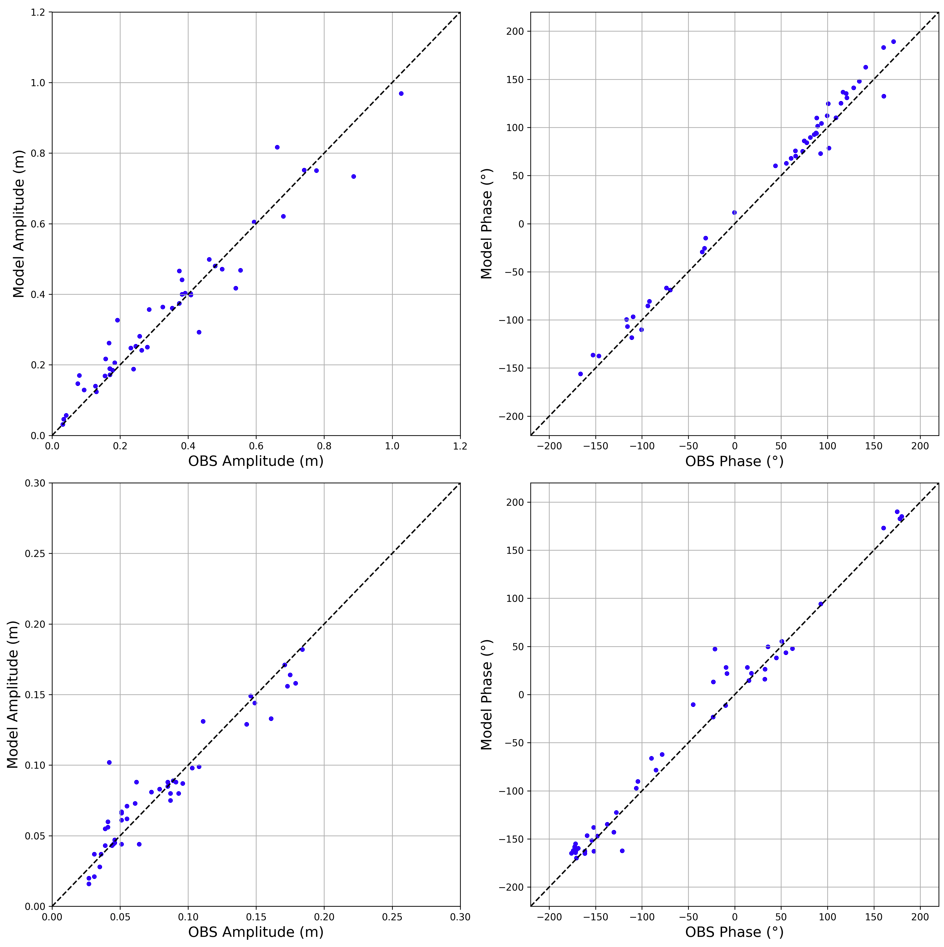 1.2
1.0
0.8
0.6
0.4
0.2
0.0
Model Amplitude (m)
0.0 0.2 0.4 0.6 0.8 1.0 1.2
OBS Amplitude (m)
200
150
100
50
0
−50
−100
−150
−200
Model Phase (°)
−200 −150 −100 −50 0 50 100 150 200
OBS Phase (°)
0.30
0.25
0.20
0.15
0.10
0.05
0.00
Model Amplitude (m)
0.00 0.05 0.10 0.15 0.20 0.25 0.30
OBS Amplitude (m)
200
150
100
50
0
−50
−100
−150
−200
Model Phase (°)
−200 −150 −100 −50 0 50 100 150 200
OBS Phase (°)